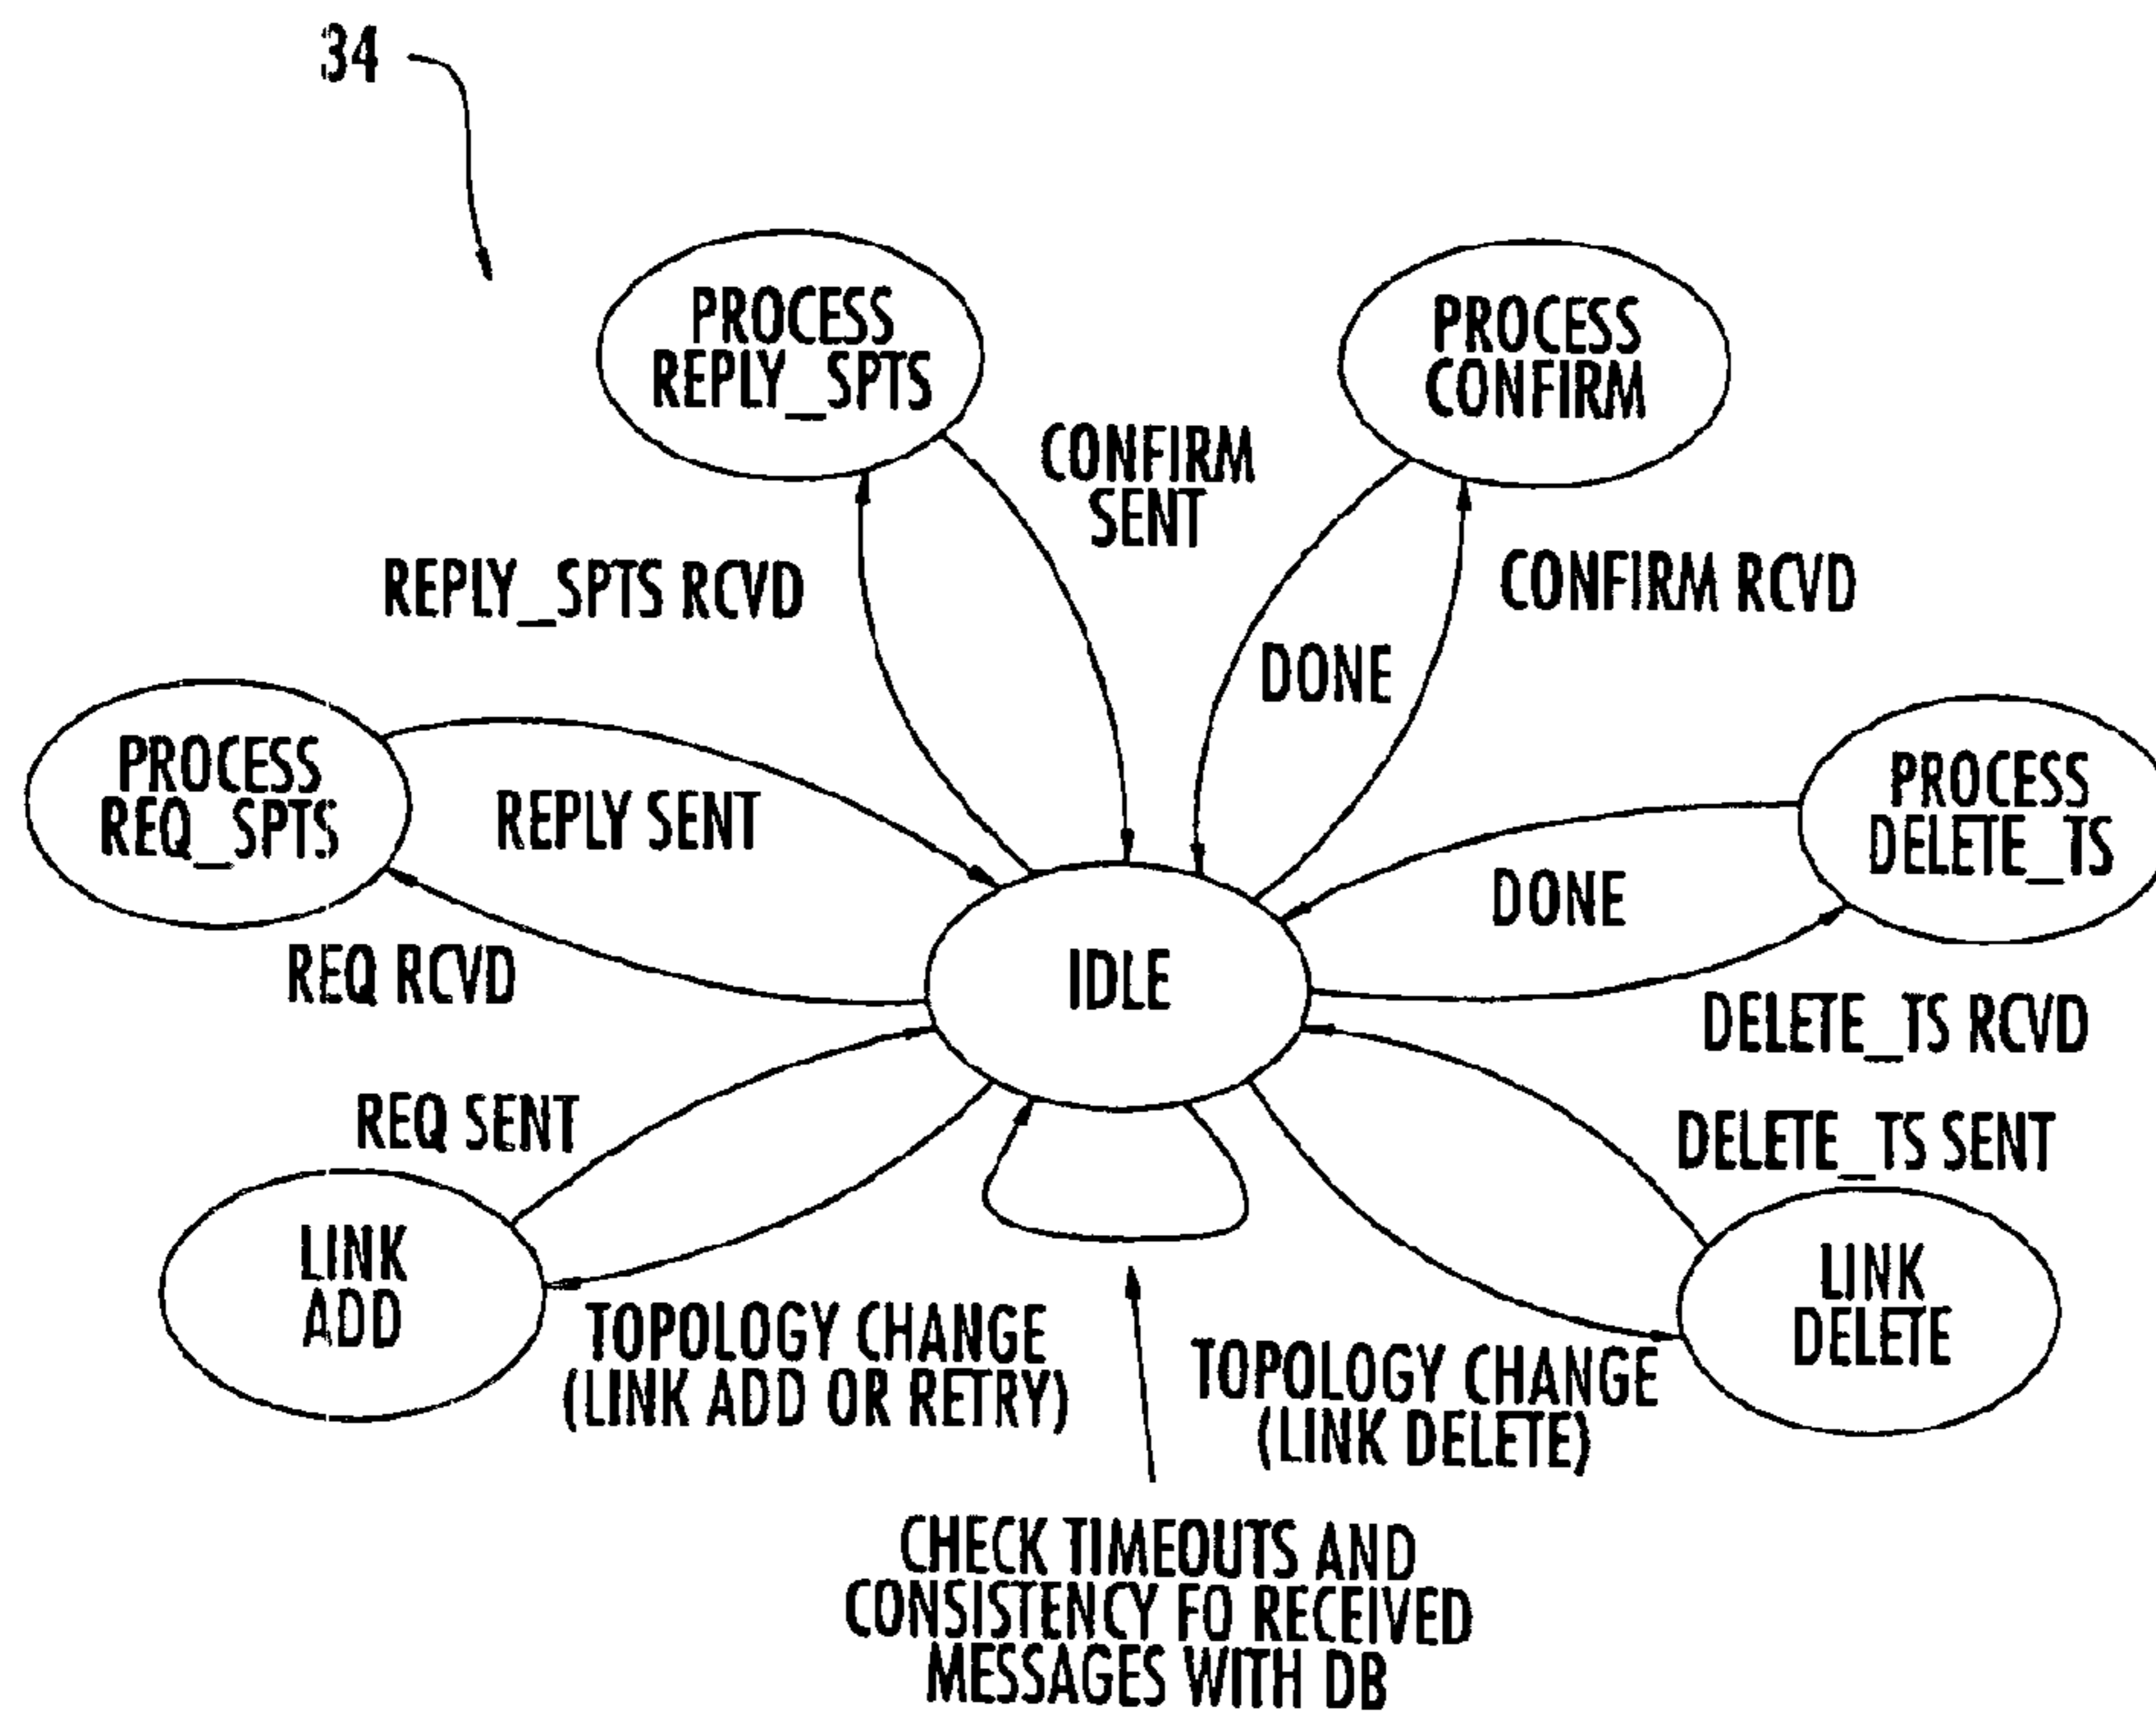 34
PROCESS
REPLY_SPTS
PROCESS
CONFIRM
CONFIRM
SENT
REPLY_SPTS RCVD
CONFIRM RCVD
DONE
PROCESS
REQ_SPTS
REPLY SENT
PROCESS
DELETE_TS
DONE
REQ RCVD
IDLE
DELETE_TS RCVD
REQ SENT
DELETE_TS SENT
LINK
ADD
LINK
DELETE
TOPOLOGY CHANGE
(LINK ADD OR RETRY)
TOPOLOGY CHANGE
(LINK DELETE)
CHECK TIMEOUTS AND
CONSISTENCY FO RECEIVED
MESSAGES WITH DB